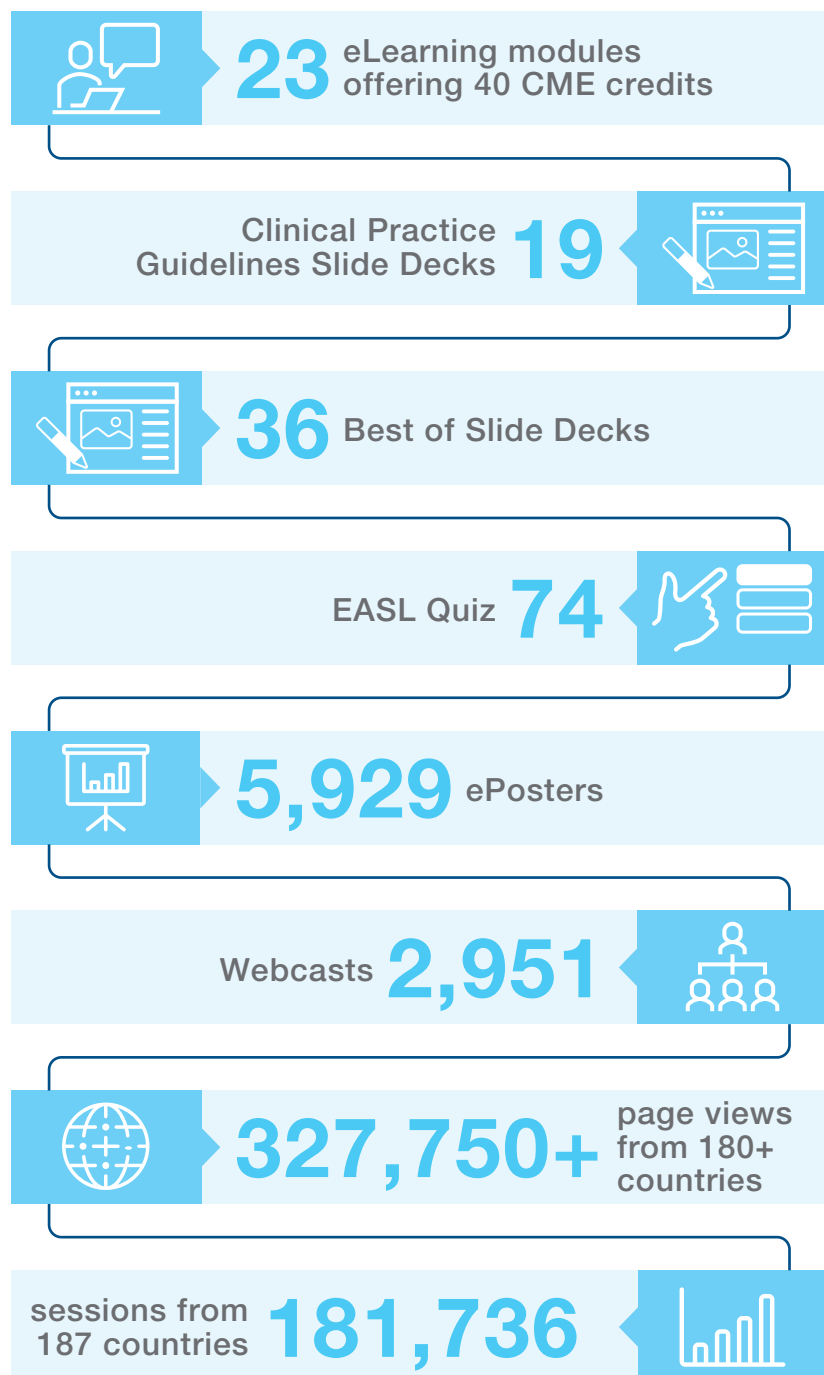 23 eLearning modules
offering 40 CME credits
Clinical Practice
Guidelines Slide Decks 19
36 Best of Slide Decks
EASL Quiz 74
5,929 ePosters
Webcasts 2,951
327,750+ page views
from 180+
countries
sessions from
187 countries 181,736